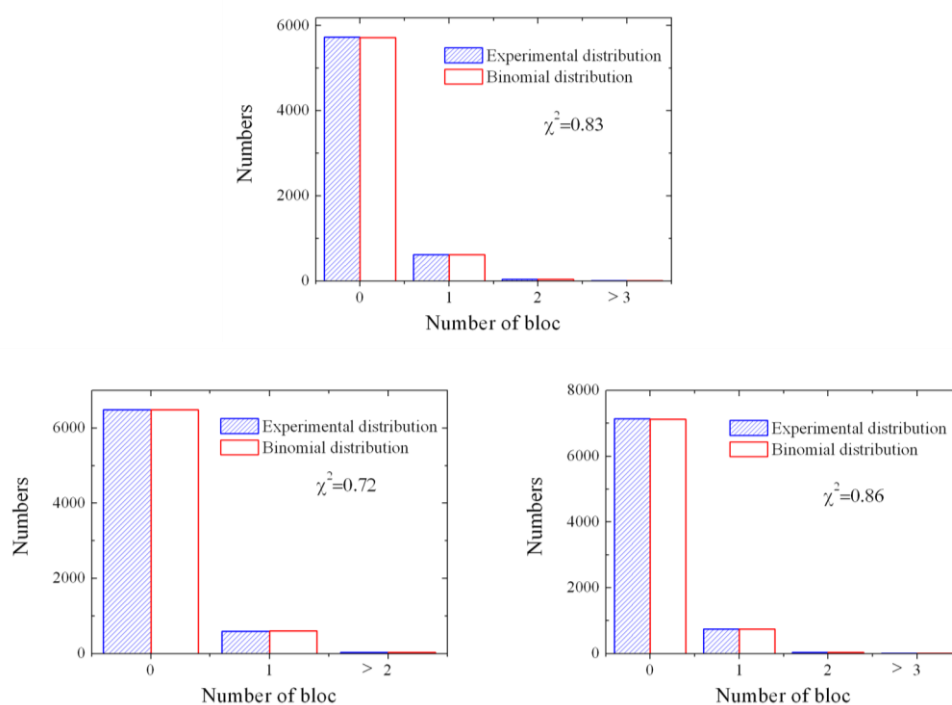 6000
4000
2000
0
Numbers
Experimental distribution
Binomial distribution
χ²=0.83
0 1 2 > 3
Number of bloc
6000
4000
2000
0
Numbers
Experimental distribution
Binomial distribution
χ²=0.72
0 1 > 2
Number of bloc
8000
6000
4000
2000
0
Numbers
Experimental distribution
Binomial distribution
χ²=0.86
0 1 2 > 3
Number of bloc